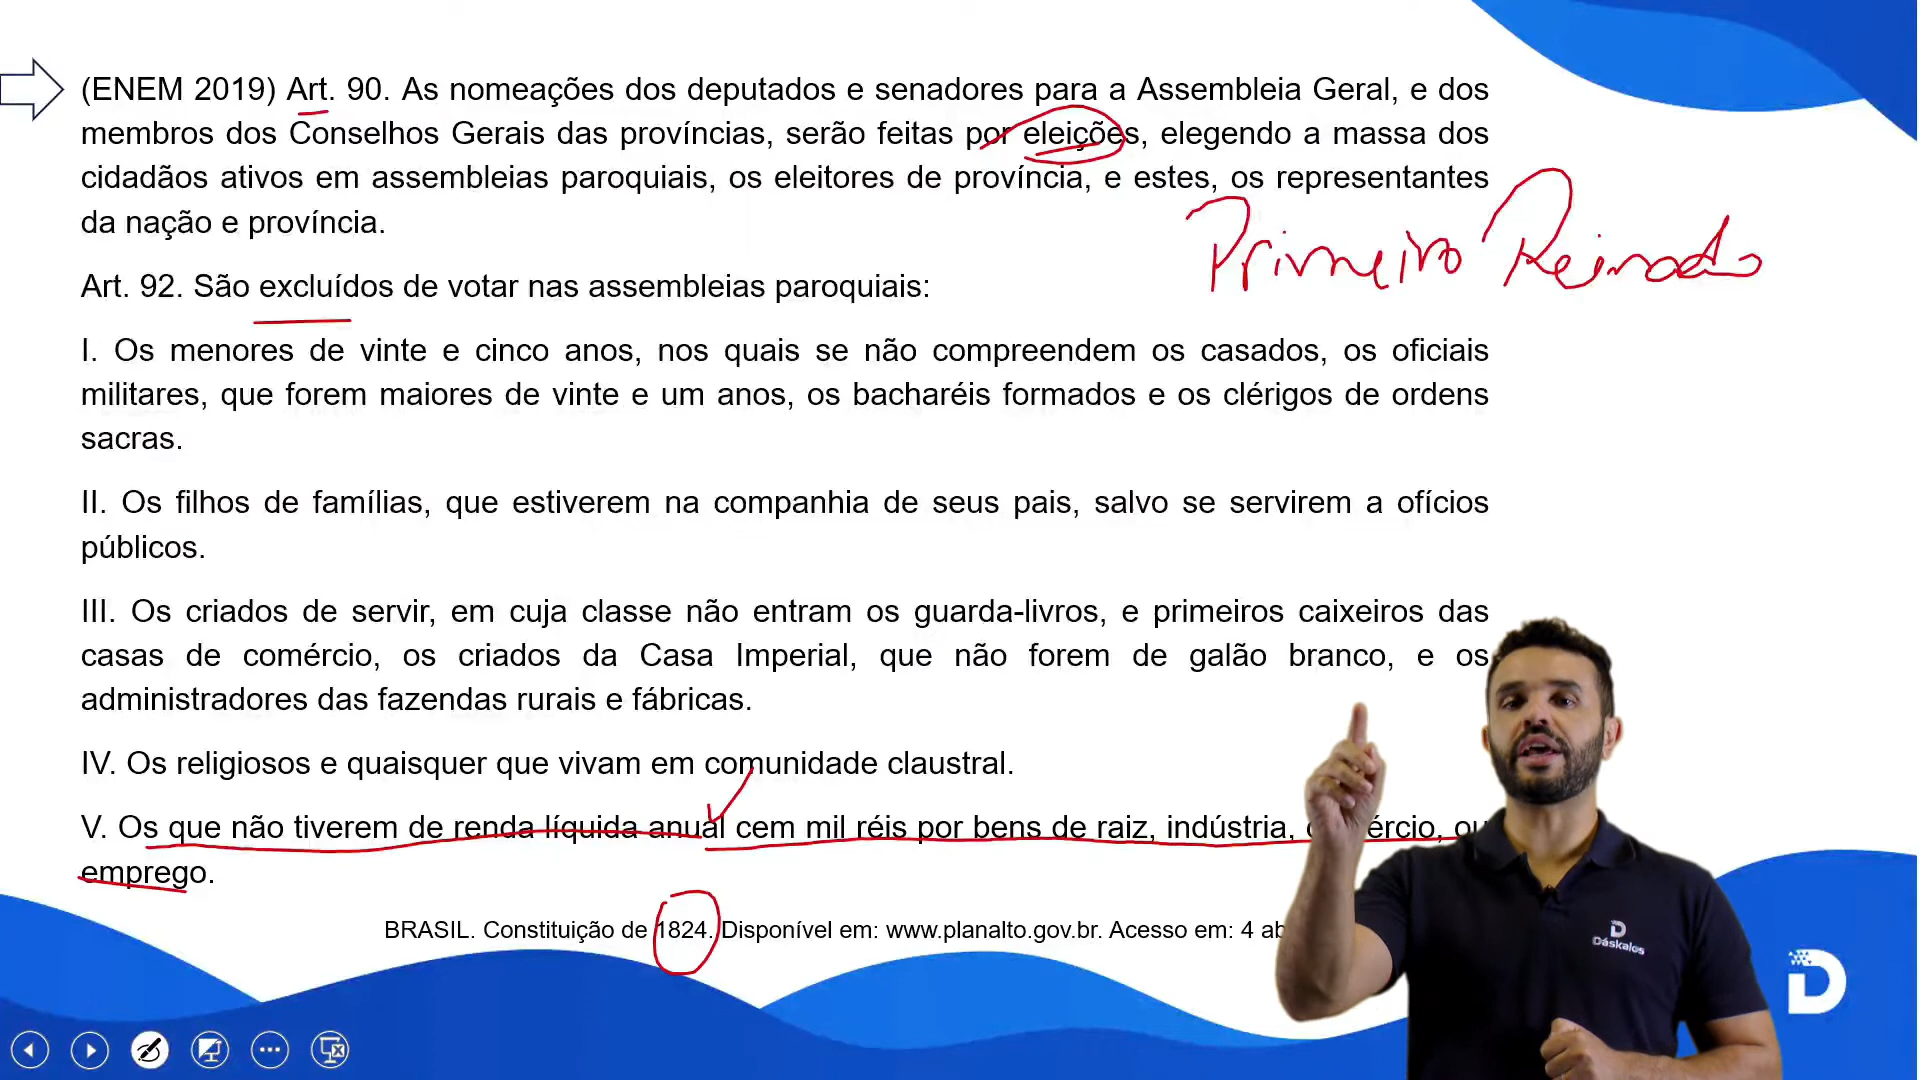 (ENEM 2019) Art. 90. As nomeações dos deputados e senadores para a Assembleia Geral, e dos
membros dos Conselhos Gerais das províncias, serão feitas por eleições, elegendo a massa dos
cidadãos ativos em assembleias paroquiais, os eleitores de província, e estes, os representantes
da nação e província.
Primeiro Reinado
Art. 92. São excluídos de votar nas assembleias paroquiais:
I. Os menores de vinte e cinco anos, nos quais se não compreendem os casados, os oficiais
militares, que forem maiores de vinte e um anos, os bacharéis formados e os clérigos de ordens
sacras.
II. Os filhos de famílias, que estiverem na companhia de seus pais, salvo se servirem a ofícios
públicos.
III. Os criados de servir, em cuja classe não entram os guarda-livros, e primeiros caixeiros das
casas de comércio, os criados da Casa Imperial, que não forem de galão branco, e os
administradores das fazendas rurais e fábricas.
IV. Os religiosos e quaisquer que vivam em comunidade claustral.
V. Os que não tiverem de renda líquida anual cem mil réis por bens de raiz, indústria, ou
emprego.
BRASIL. Constituição de 1824. Disponível em: www.planalto.gov.br. Acesso em: 4
Dáskalos